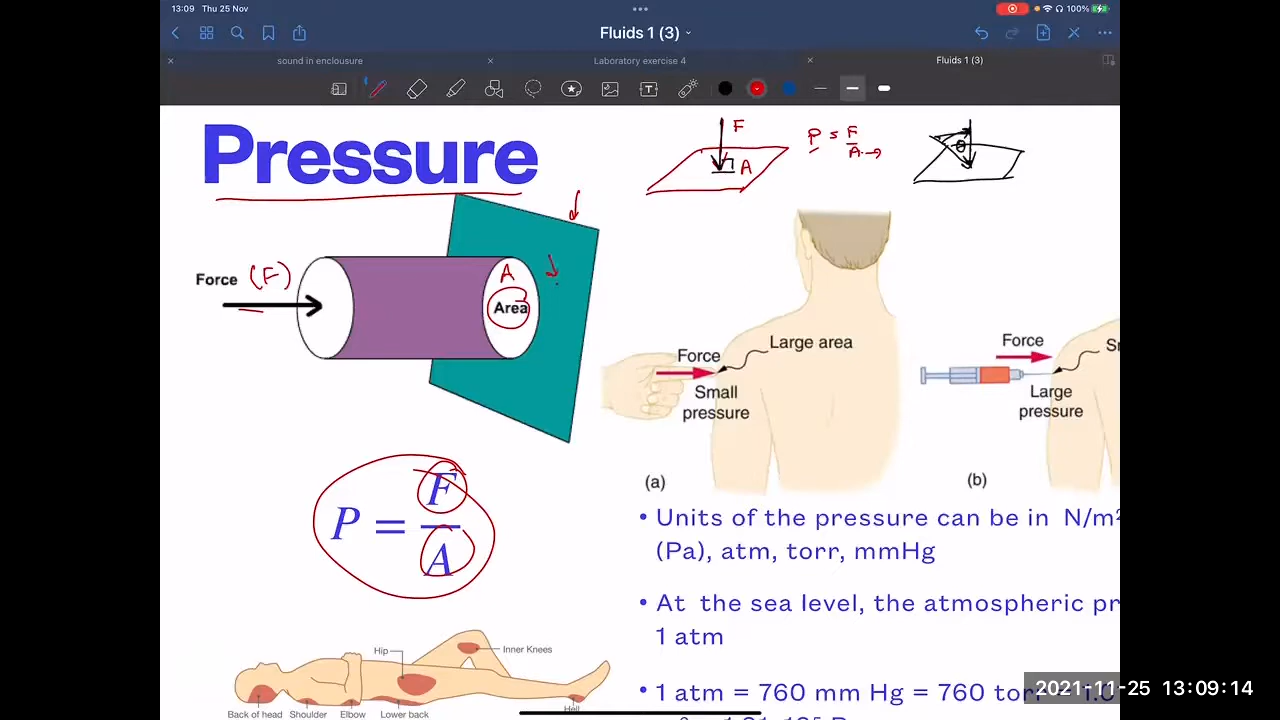 13:09 Thu 25 Nov
100%
Fluids 1 (3)
sound in enclousure
Laboratory exercise 4
Fluids 1 (3)
Pressure
F
A
P = F
A
θ
Force (F)
A
Area
Force
Large area
Small
pressure
Force
Large
pressure
(a)
(b)
P = F
A
• Units of the pressure can be in N/m²
(Pa), atm, torr, mmHg
• At the sea level, the atmospheric pr
1 atm
• 1 atm = 760 mm Hg = 760 torr
Hip
Inner Knees
Back of head
Shoulder
Elbow
Lower back
2021-11-25 13:09:14